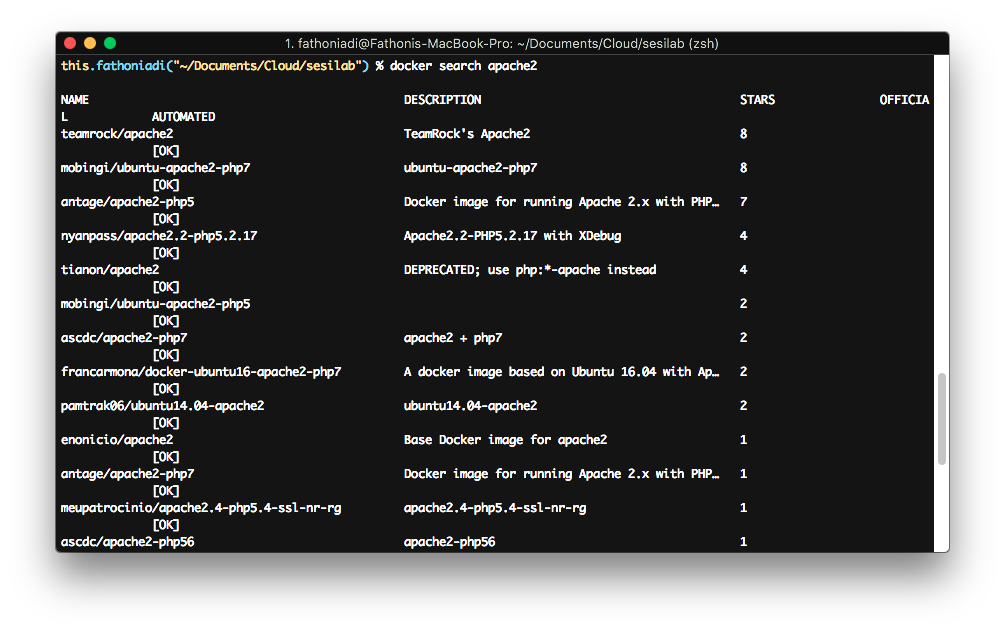 1. fathoniadi@Fathonis-MacBook-Pro: ~/Documents/Cloud/sesilab (zsh)
this.fathoniadi("~/Documents/Cloud/sesilab") % docker search apache2
NAME DESCRIPTION STARS OFFICIA
L AUTOMATED
teamrock/apache2 TeamRock's Apache2 8
[OK]
mobingi/ubuntu-apache2-php7 ubuntu-apache2-php7 8
[OK]
antage/apache2-php5 Docker image for running Apache 2.x with PHP… 7
[OK]
nyanpass/apache2.2-php5.2.17 Apache2.2-PHP5.2.17 with XDebug 4
[OK]
tianon/apache2 DEPRECATED; use php:*-apache instead 4
[OK]
mobingi/ubuntu-apache2-php5 2
[OK]
ascdc/apache2-php7 apache2 + php7 2
[OK]
francarmona/docker-ubuntu16-apache2-php7 A docker image based on Ubuntu 16.04 with Ap… 2
[OK]
pamtrak06/ubuntu14.04-apache2 ubuntu14.04-apache2 2
[OK]
enonicio/apache2 Base Docker image for apache2 1
[OK]
antage/apache2-php7 Docker image for running Apache 2.x with PHP… 1
[OK]
meupatrocinio/apache2.4-php5.4-ssl-nr-rg apache2.4-php5.4-ssl-nr-rg 1
[OK]
ascdc/apache2-php56 apache2-php56 1